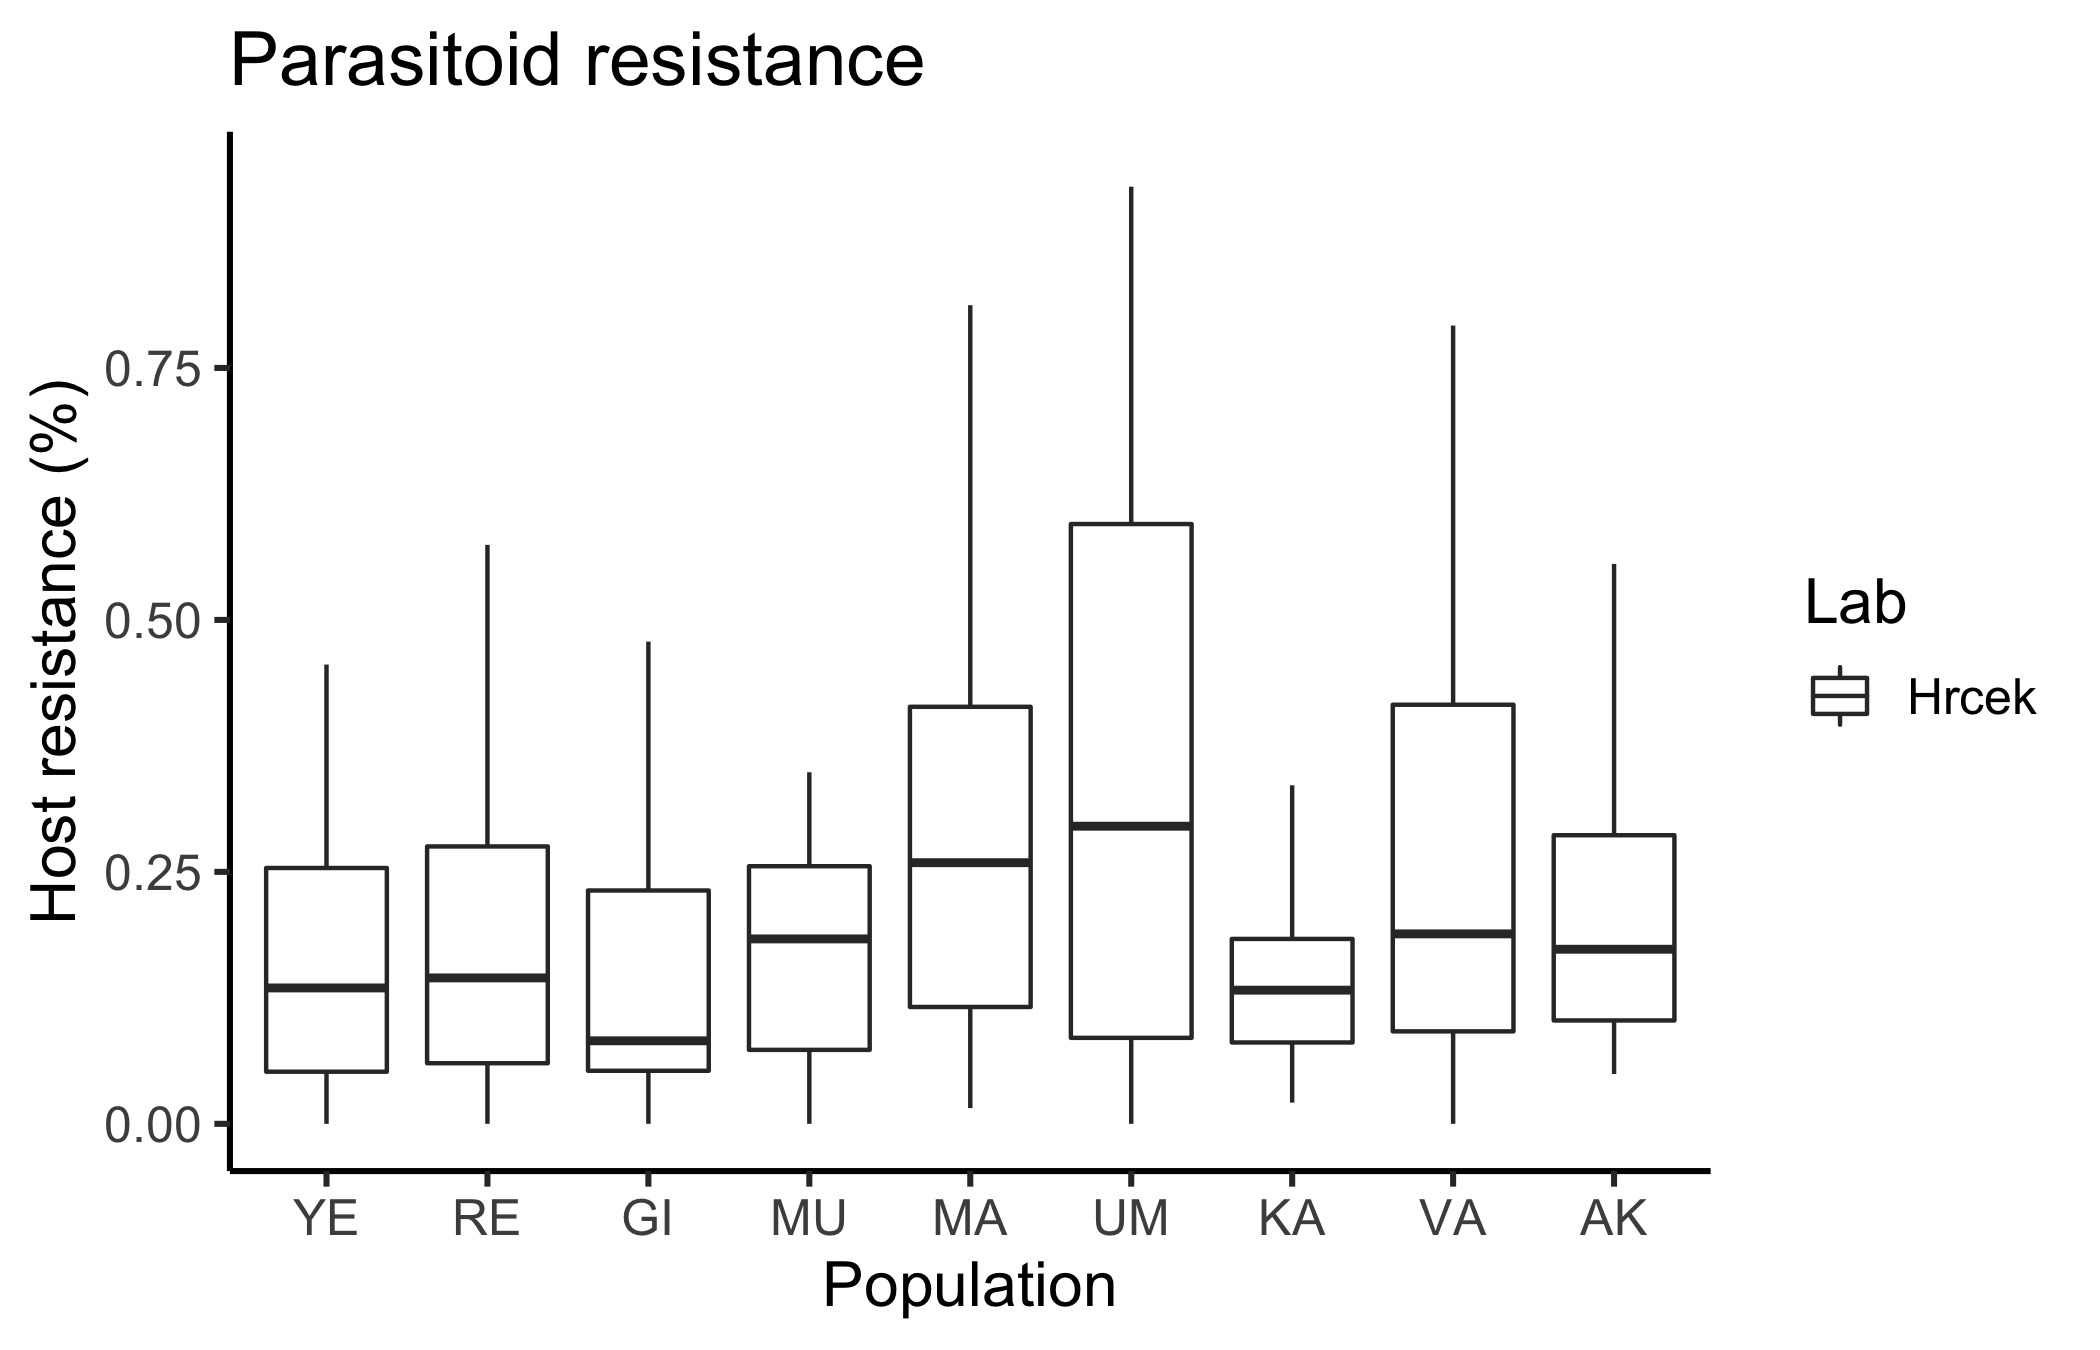 Parasitoid resistance
Host resistance (%)
0.75
0.50
0.25
0.00
YE RE GI MU MA UM KA VA AK
Population
Lab
Hrcek